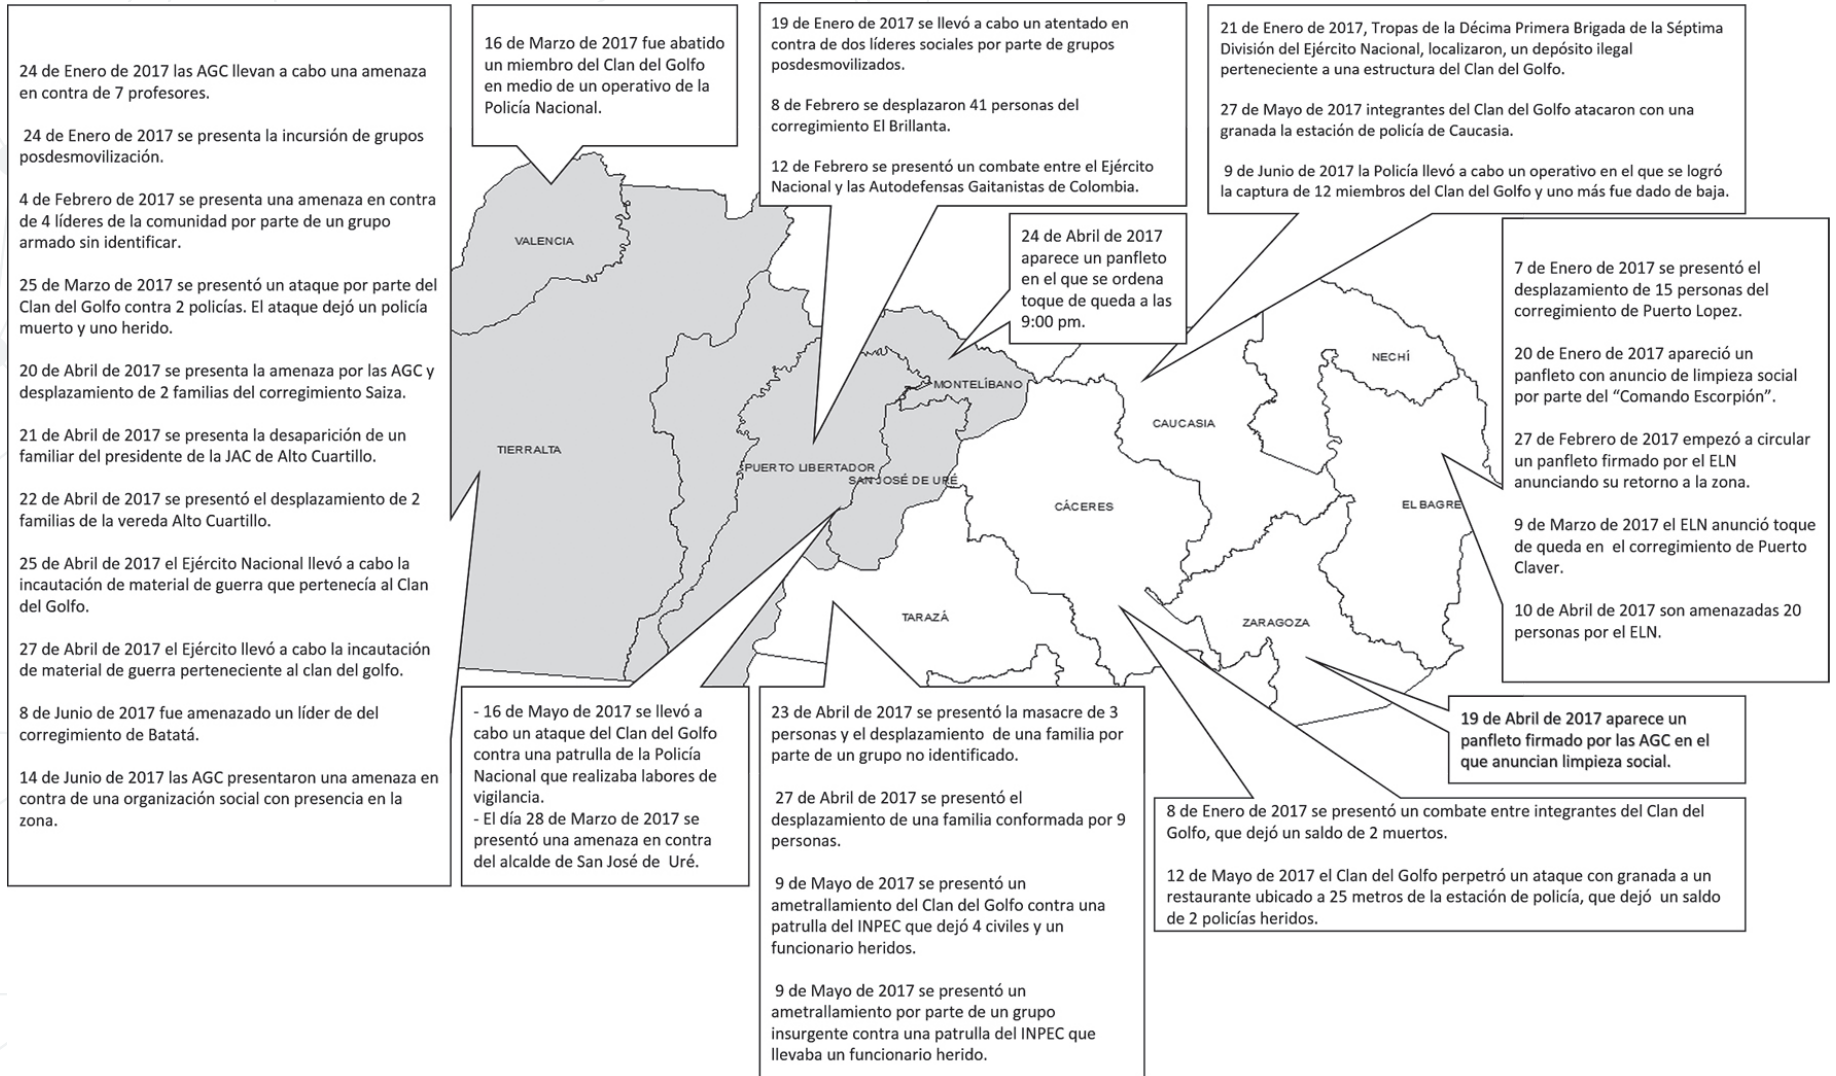 24 de Enero de 2017 las AGC llevan a cabo una amenaza
en contra de 7 profesores.
24 de Enero de 2017 se presenta la incursión de grupos
posdesmovilización.
4 de Febrero de 2017 se presenta una amenaza en contra
de 4 líderes de la comunidad por parte de un grupo
armado sin identificar.
25 de Marzo de 2017 se presentó un ataque por parte del
Clan del Golfo contra 2 policías. El ataque dejó un policía
muerto y uno herido.
20 de Abril de 2017 se presenta la amenaza por las AGC y
desplazamiento de 2 familias del corregimiento Saiza.
21 de Abril de 2017 se presenta la desaparición de un
familiar del presidente de la JAC de Alto Cuartillo.
22 de Abril de 2017 se presentó el desplazamiento de 2
familias de la vereda Alto Cuartillo.
25 de Abril de 2017 el Ejército Nacional llevó a cabo la
incautación de material de guerra que pertenecía al Clan
del Golfo.
27 de Abril de 2017 el Ejército llevó a cabo la incautación
de material de guerra perteneciente al clan del golfo.
8 de Junio de 2017 fue amenazado un líder de del
corregimiento de Batatá.
14 de Junio de 2017 las AGC presentaron una amenaza en
contra de una organización social con presencia en la
zona.
16 de Marzo de 2017 fue abatido
un miembro del Clan del Golfo
en medio de un operativo de la
Policía Nacional.
19 de Enero de 2017 se llevó a cabo un atentado en
contra de dos líderes sociales por parte de grupos
posdesmovilizados.
8 de Febrero se desplazaron 41 personas del
corregimiento El Brillanta.
12 de Febrero se presentó un combate entre el Ejército
Nacional y las Autodefensas Gaitanistas de Colombia.
21 de Enero de 2017, Tropas de la Décima Primera Brigada de la Séptima
División del Ejército Nacional, localizaron, un depósito ilegal
perteneciente a una estructura del Clan del Golfo.
27 de Mayo de 2017 integrantes del Clan del Golfo atacaron con una
granada la estación de policía de Caucasia.
9 de Junio de 2017 la Policía llevó a cabo un operativo en el que se logró
la captura de 12 miembros del Clan del Golfo y uno más fue dado de baja.
24 de Abril de 2017
aparece un panfleto
en el que se ordena
toque de queda a las
9:00 pm.
7 de Enero de 2017 se presentó el
desplazamiento de 15 personas del
corregimiento de Puerto Lopez.
20 de Enero de 2017 apareció un
panfleto con anuncio de limpieza social
por parte del “Comando Escorpión”.
27 de Febrero de 2017 empezó a circular
un panfleto firmado por el ELN
anunciando su retorno a la zona.
9 de Marzo de 2017 el ELN anunció toque
de queda en  el corregimiento de Puerto
Claver.
10 de Abril de 2017 son amenazadas 20
personas por el ELN.
VALENCIA
TIERRALTA
MONTELÍBANO
PUERTO LIBERTADOR
SAN JOSÉ DE URÉ
CAUCASIA
NECHÍ
CÁCERES
EL BAGRE
TARAZÁ
ZARAGOZA
- 16 de Mayo de 2017 se llevó a
cabo un ataque del Clan del Golfo
contra una patrulla de la Policía
Nacional que realizaba labores de
vigilancia.
- El día 28 de Marzo de 2017 se
presentó una amenaza en contra
del alcalde de San José de  Uré.
23 de Abril de 2017 se presentó la masacre de 3
personas y el desplazamiento  de una familia por
parte de un grupo no identificado.
27 de Abril de 2017 se presentó el
desplazamiento de una familia conformada por 9
personas.
9 de Mayo de 2017 se presentó un
ametrallamiento del Clan del Golfo contra una
patrulla del INPEC que dejó 4 civiles y un
funcionario heridos.
9 de Mayo de 2017 se presentó un
ametrallamiento por parte de un grupo
insurgente contra una patrulla del INPEC que
llevaba un funcionario herido.
19 de Abril de 2017 aparece un
panfleto firmado por las AGC en el
que anuncian limpieza social.
8 de Enero de 2017 se presentó un combate entre integrantes del Clan del
Golfo, que dejó un saldo de 2 muertos.
12 de Mayo de 2017 el Clan del Golfo perpetró un ataque con granada a un
restaurante ubicado a 25 metros de la estación de policía, que dejó  un saldo
de 2 policías heridos.